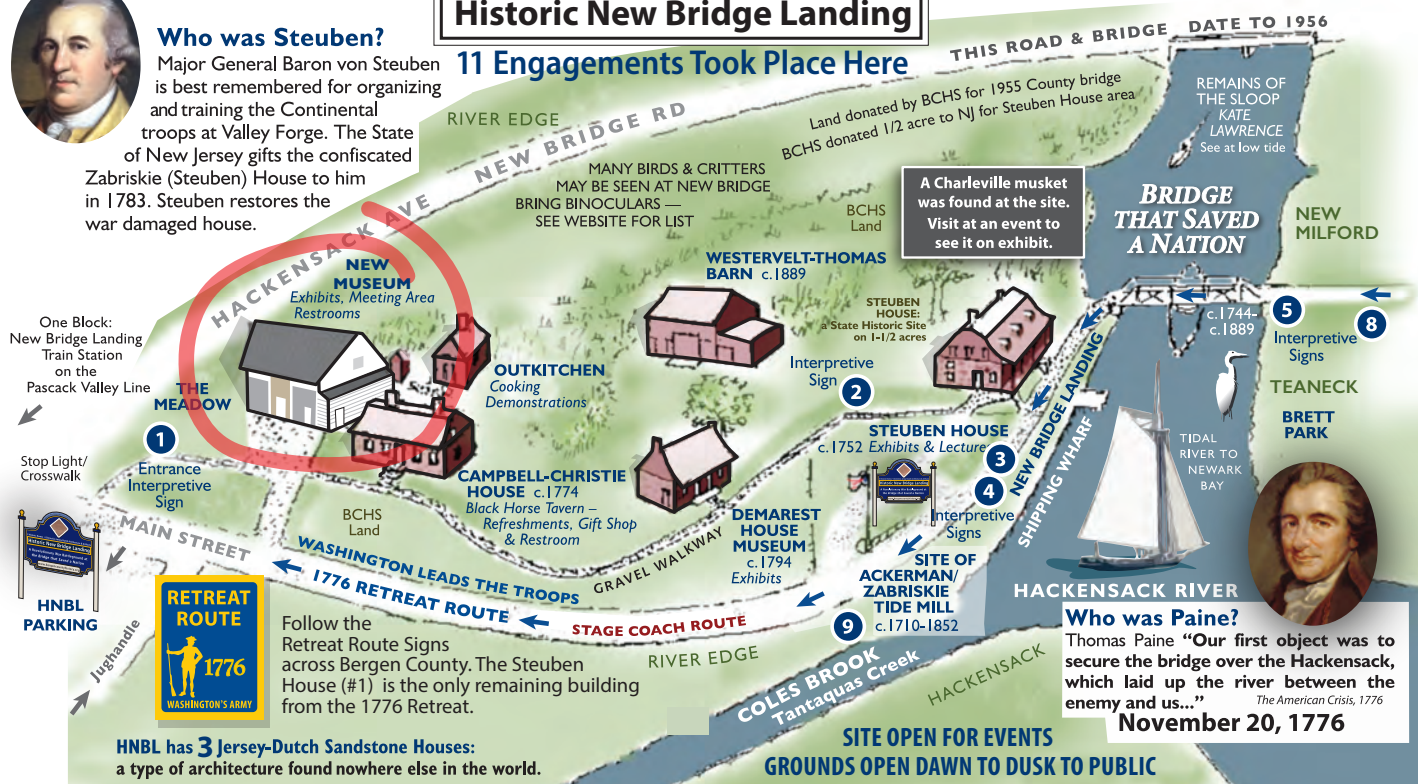 Historic New Bridge Landing
11 Engagements Took Place Here
Who was Steuben?
Major General Baron von Steuben
is best remembered for organizing
and training the Continental
troops at Valley Forge. The State
of New Jersey gifts the confiscated
Zabriskie (Steuben) House to him
in 1783. Steuben restores the
war damaged house.
THIS ROAD & BRIDGE DATE TO 1956
Land donated by BCHS for 1955 County bridge
BCHS donated 1/2 acre to NJ for Steuben House area
RIVER EDGE
NEW BRIDGE RD
HACKENSACK AVE
MANY BIRDS & CRITTERS
MAY BE SEEN AT NEW BRIDGE
BRING BINOCULARS —
SEE WEBSITE FOR LIST
REMAINS OF
THE SLOOP
KATE
LAWRENCE
See at low tide
A Charleville musket
was found at the site.
Visit at an event to
see it on exhibit.
BRIDGE
THAT SAVED
A NATION
NEW
MILFORD
BCHS
Land
NEW
MUSEUM
Exhibits, Meeting Area
Restrooms
WESTERVELT-THOMAS
BARN c.1889
STEUBEN
HOUSE:
a State Historic Site
on 1-1/2 acres
c.1744-
c.1889
5
8
Interpretive
Signs
One Block:
New Bridge Landing
Train Station
on the
Pascack Valley Line
THE
MEADOW
1
Entrance
Interpretive
Sign
OUTKITCHEN
Cooking
Demonstrations
Interpretive
Sign
2
TEANECK
BRETT
PARK
STEUBEN HOUSE
c.1752 Exhibits & Lectures
3
4
Interpretive
Signs
NEW BRIDGE LANDING
SHIPPING WHARF
TIDAL
RIVER TO
NEWARK
BAY
Stop Light/
Crosswalk
CAMPBELL-CHRISTIE
HOUSE c.1774
Black Horse Tavern –
Refreshments, Gift Shop
& Restroom
DEMAREST
HOUSE
MUSEUM
c.1794
Exhibits
Historic New Bridge Landing
BCHS
Land
GRAVEL WALKWAY
MAIN STREET
Historic New Bridge Landing
HNBL
PARKING
Jughandle
WASHINGTON LEADS THE TROOPS
1776 RETREAT ROUTE
STAGE COACH ROUTE
SITE OF
ACKERMAN/
ZABRISKIE
TIDE MILL
c.1710-1852
9
HACKENSACK RIVER
RETREAT
ROUTE
1776
WASHINGTON'S ARMY
Follow the
Retreat Route Signs
across Bergen County. The Steuben
House (#1) is the only remaining building
from the 1776 Retreat.
RIVER EDGE
COLES BROOK
Tantaquas Creek
HACKENSACK
Who was Paine?
Thomas Paine “Our first object was to
secure the bridge over the Hackensack,
which laid up the river between the
enemy and us...” The American Crisis, 1776
November 20, 1776
HNBL has 3 Jersey-Dutch Sandstone Houses:
a type of architecture found nowhere else in the world.
SITE OPEN FOR EVENTS
GROUNDS OPEN DAWN TO DUSK TO PUBLIC